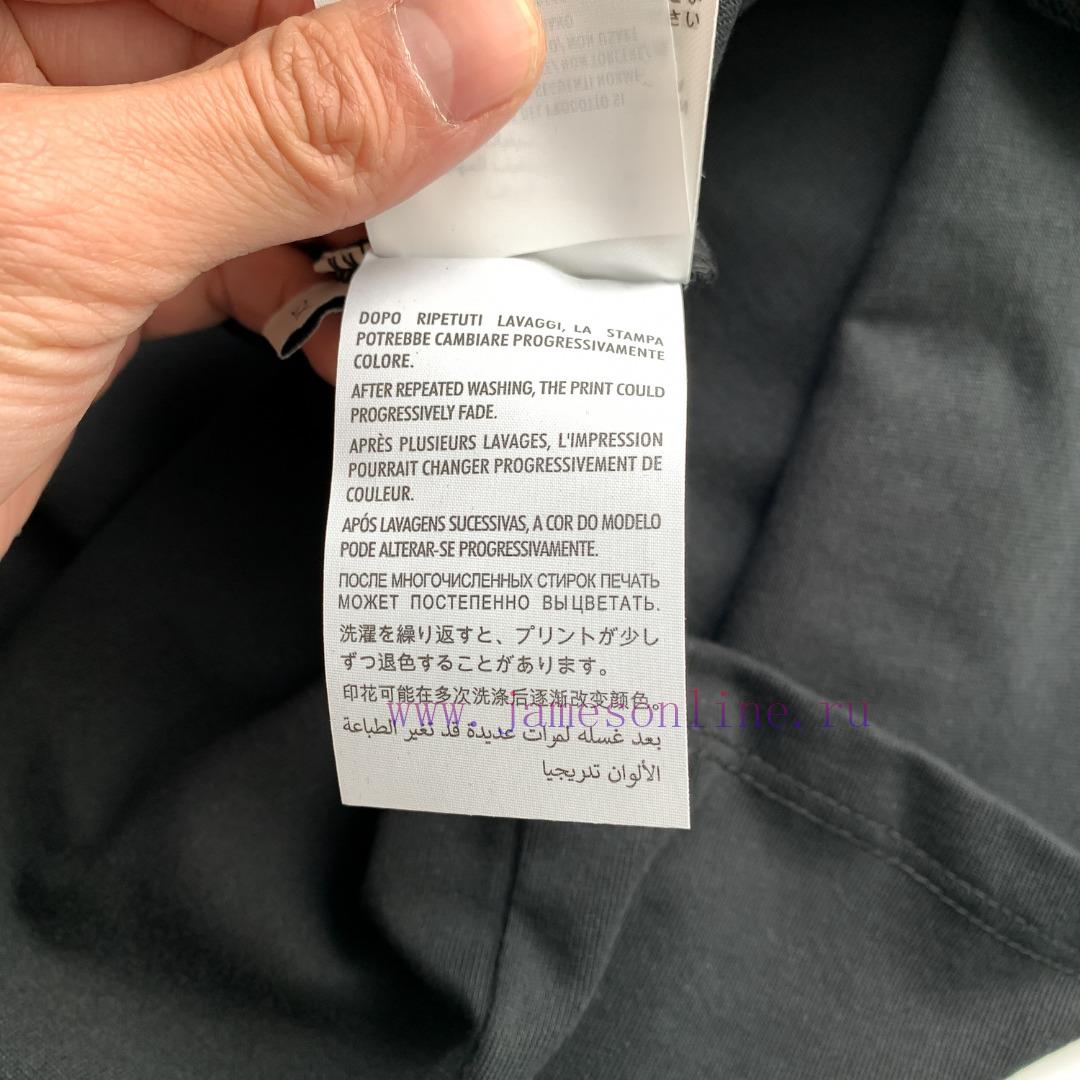 さい
DOPO RIPETUTI LAVAGGI, LA STAMPA
POTREBBE CAMBIARE PROGRESSIVAMENTE
COLORE.
AFTER REPEATED WASHING, THE PRINT COULD
PROGRESSIVELY FADE.
APRÈS PLUSIEURS LAVAGES, L'IMPRESSION
POURRAIT CHANGER PROGRESSIVEMENT DE
COULEUR.
APÓS LAVAGENS SUCESSIVAS, A COR DO MODELO
PODE ALTERAR-SE PROGRESSIVAMENTE.
ПОСЛЕ МНОГОЧИСЛЕННЫХ СТИРОК ПЕЧАТЬ
МОЖЕТ ПОСТЕПЕННО ВЫЦВЕТАТЬ.
洗濯を繰り返すと、プリントが少し
ずつ退色することがあります。
印花可能在多次洗涤后逐渐改变颜色。
www.jamesonline.ru
بعد غسله لمرات عديدة قد تغير الطباعة
الألوان تدريجيا